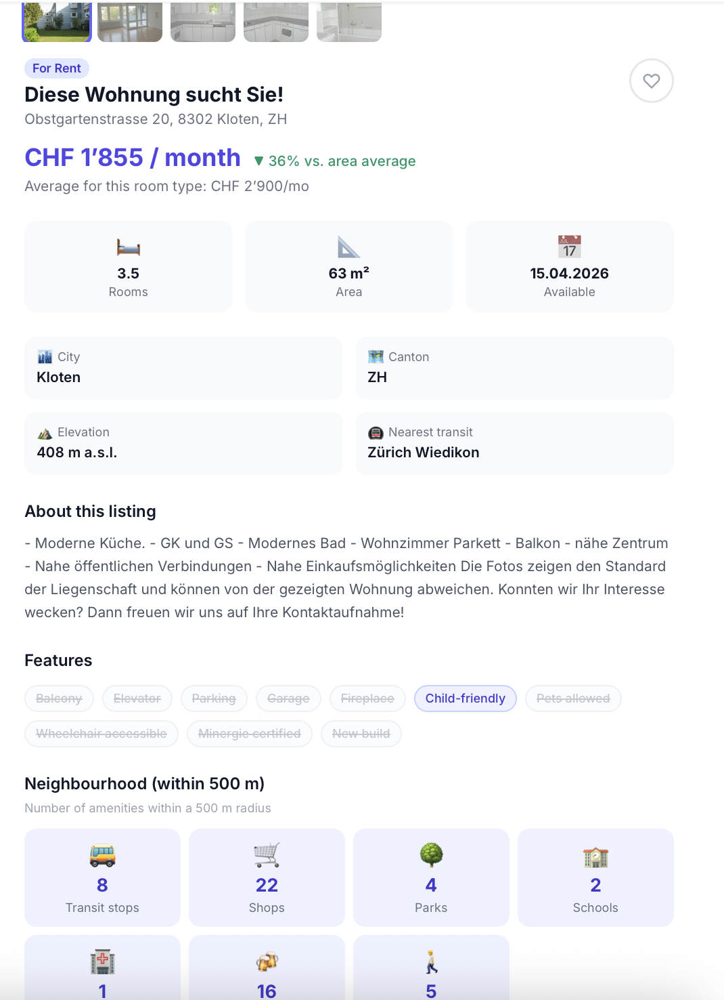 For Rent
Diese Wohnung sucht Sie!
Obstgartenstrasse 20, 8302 Kloten, ZH
CHF 1’855 / month ▼ 36% vs. area average
Average for this room type: CHF 2’900/mo
JUL
17
3.5
Rooms
63 m²
Area
15.04.2026
Available
City
Kloten
Canton
ZH
Elevation
408 m a.s.l.
Nearest transit
Zürich Wiedikon
About this listing
- Moderne Küche. - GK und GS - Modernes Bad - Wohnzimmer Parkett - Balkon - nähe Zentrum
- Nahe öffentlichen Verbindungen - Nahe Einkaufsmöglichkeiten Die Fotos zeigen den Standard
der Liegenschaft und können von der gezeigten Wohnung abweichen. Konnten wir Ihr Interesse
wecken? Dann freuen wir uns auf Ihre Kontaktaufnahme!
Features
Balcony Elevator Parking Garage Fireplace Child-friendly Pets allowed
Wheelchair accessible Minergie certified New build
Neighbourhood (within 500 m)
Number of amenities within a 500 m radius
8
Transit stops
22
Shops
4
Parks
2
Schools
1
16
5